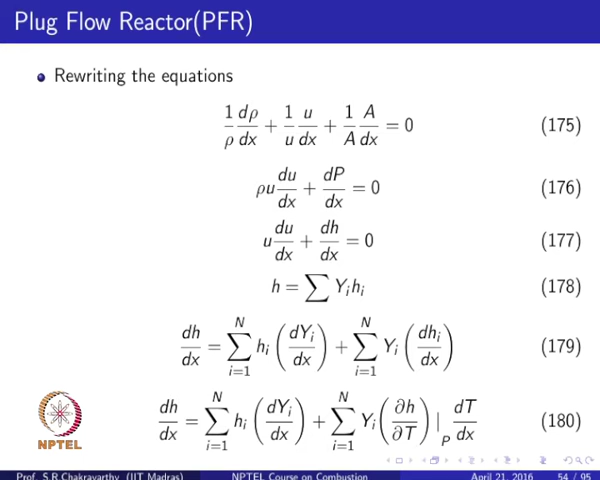 Plug Flow Reactor(PFR)
Rewriting the equations
1/ρ dρ/dx + 1/u u/dx + 1/A A/dx = 0 (175)
ρu du/dx + dP/dx = 0 (176)
u du/dx + dh/dx = 0 (177)
h = ∑ Y_i h_i (178)
dh/dx = ∑_{i=1}^{N} h_i (dY_i/dx) + ∑_{i=1}^{N} Y_i (dh_i/dx) (179)
dh/dx = ∑_{i=1}^{N} h_i (dY_i/dx) + ∑_{i=1}^{N} Y_i (∂h/∂T) |_P dT/dx (180)
NPTEL
Prof. S.R.Chakravarthy (IIT Madras) NPTEL Course on Combustion April 21, 2016 54 / 95